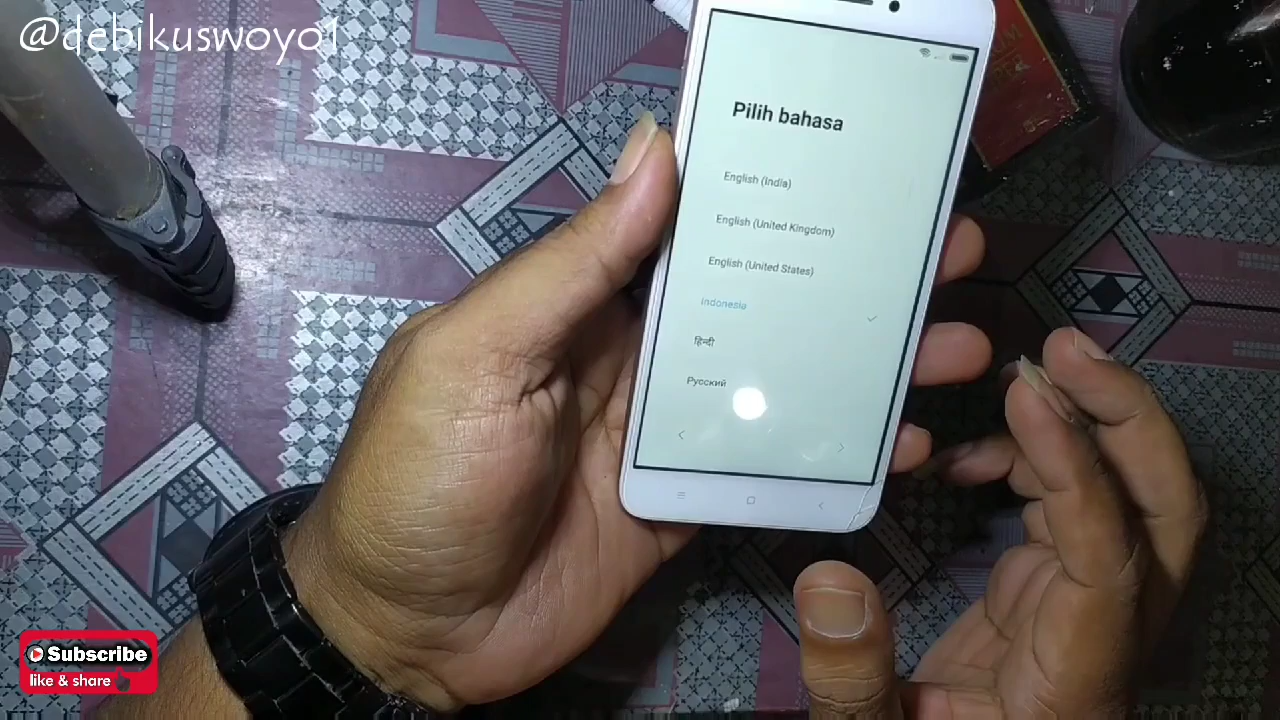 @debikuswoyo1
Pilih bahasa
English (India)
English (United Kingdom)
English (United States)
Indonesia
हिन्दी
Русский
Subscribe
like & share